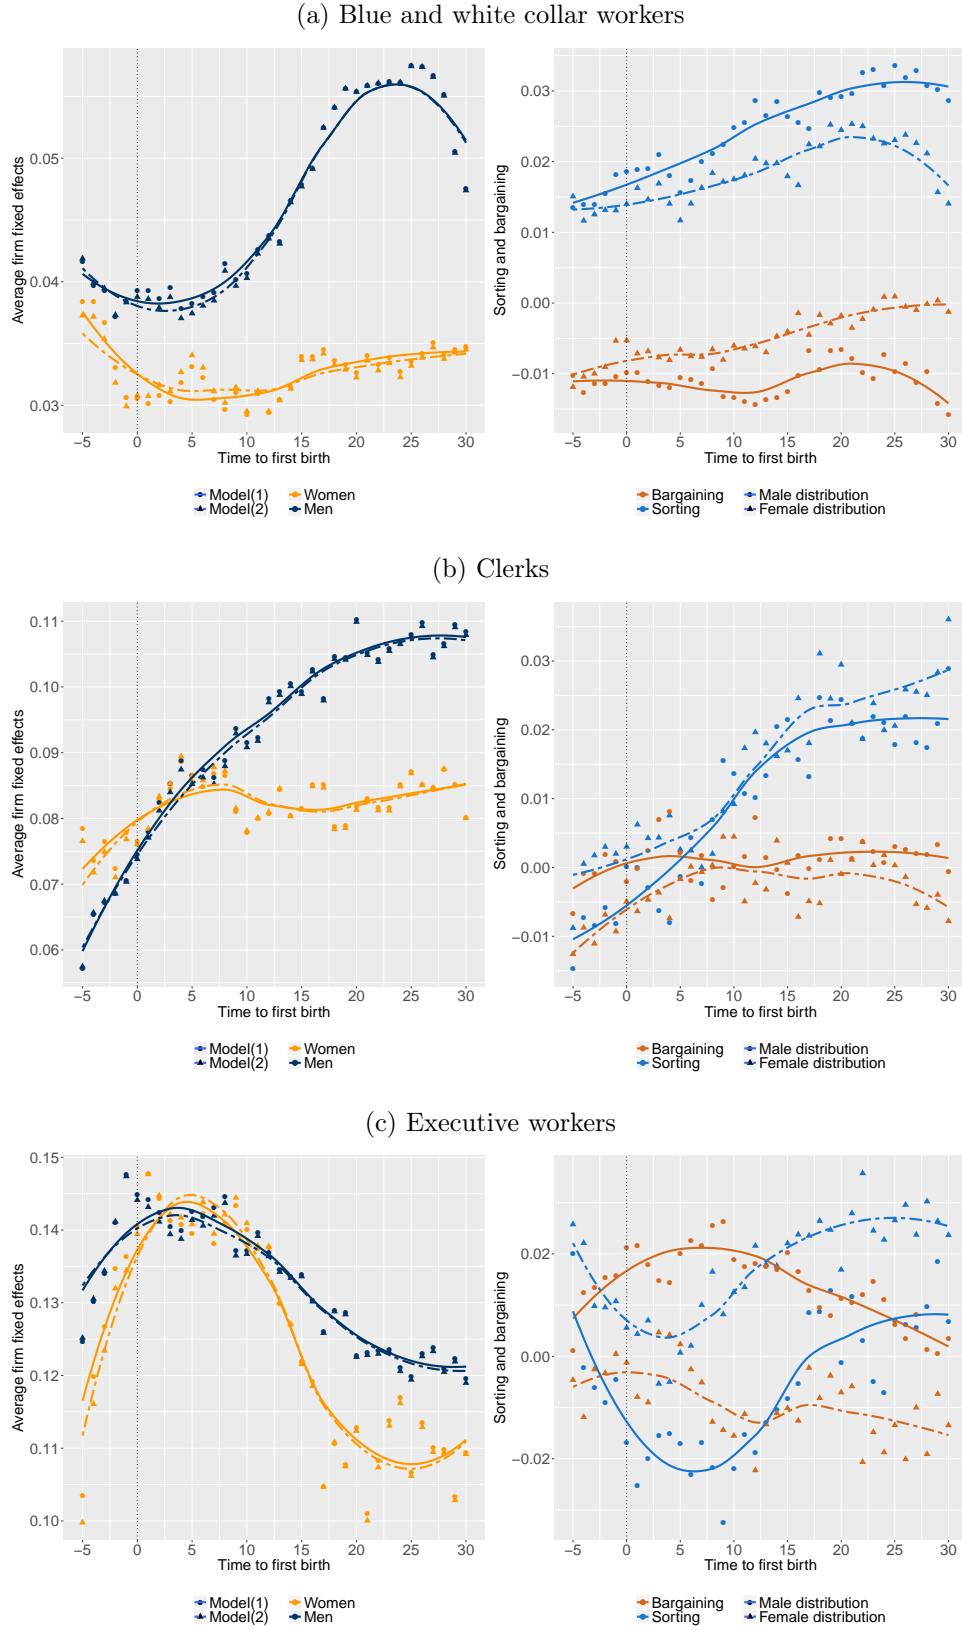 (a) Blue and white collar workers
Average firm fixed effects
0.05
0.04
0.03
−5 0 5 10 15 20 25 30
Time to first birth
Model(1) Women
Model(2) Men
Sorting and bargaining
0.03
0.02
0.01
0.00
−0.01
−5 0 5 10 15 20 25 30
Time to first birth
Bargaining Male distribution
Sorting Female distribution
(b) Clerks
Average firm fixed effects
0.11
0.10
0.09
0.08
0.07
0.06
−5 0 5 10 15 20 25 30
Time to first birth
Model(1) Women
Model(2) Men
Sorting and bargaining
0.03
0.02
0.01
0.00
−0.01
−5 0 5 10 15 20 25 30
Time to first birth
Bargaining Male distribution
Sorting Female distribution
(c) Executive workers
Average firm fixed effects
0.15
0.14
0.13
0.12
0.11
0.10
−5 0 5 10 15 20 25 30
Time to first birth
Model(1) Women
Model(2) Men
Sorting and bargaining
0.02
0.00
−0.02
−5 0 5 10 15 20 25 30
Time to first birth
Bargaining Male distribution
Sorting Female distribution